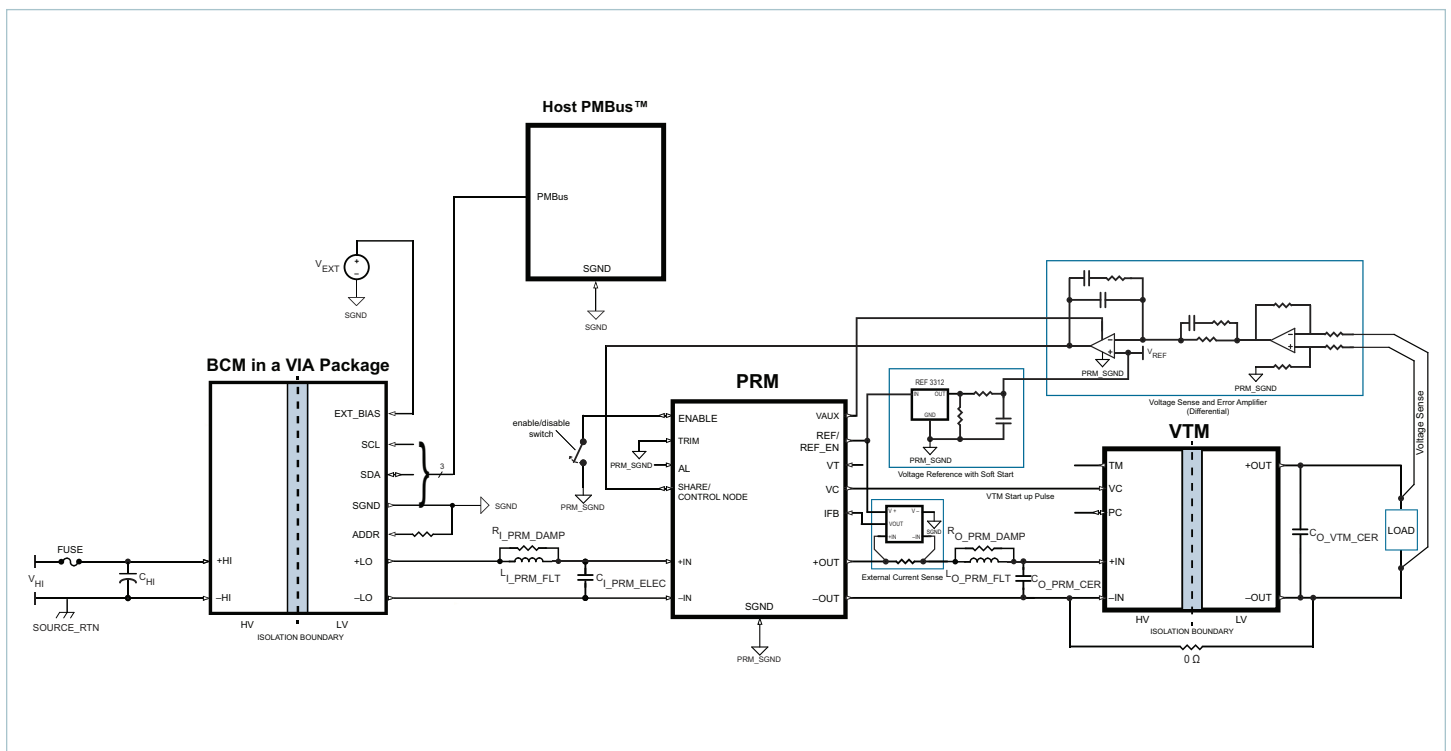 Host PMBus™
PMBus
SGND
SGND
V_EXT
+
–
SGND
BCM in a VIA Package
EXT_BIAS
SCL
SDA
SGND
ADDR
+LO
–LO
+HI
–HI
3
SGND
FUSE
V_HI
C_HI
SOURCE_RTN
HV
LV
ISOLATION BOUNDARY
R_I_PRM_DAMP
L_I_PRM_FLT
C_I_PRM_ELEC
enable/disable
switch
PRM_SGND
PRM_SGND
PRM
ENABLE
TRIM
AL
SHARE/
CONTROL NODE
+IN
–IN
SGND
PRM_SGND
VAUX
REF/
REF_EN
VT
VC
IFB
+OUT
–OUT
REF 3312
IN
OUT
GND
PRM_SGND
Voltage Reference with Soft Start
V +
V –
VOUT
SGND
+IN
–IN
External Current Sense
R_O_PRM_DAMP
L_O_PRM_FLT
C_O_PRM_CER
VTM Start up Pulse
–
+
PRM_SGND
V_REF
–
+
PRM_SGND
Voltage Sense and Error Amplifier
(Differential)
Voltage Sense
VTM
TM
VC
PC
+IN
–IN
+OUT
–OUT
HV
LV
ISOLATION BOUNDARY
C_O_VTM_CER
LOAD
0 Ω